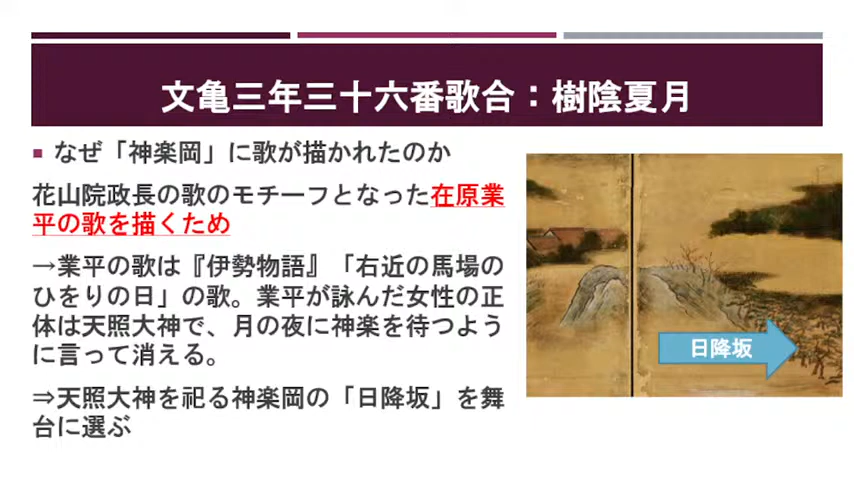 文亀三年三十六番歌合：樹陰夏月
なぜ「神楽岡」に歌が描かれたのか
花山院政長の歌のモチーフとなった在原業
平の歌を描くため
→業平の歌は『伊勢物語』「右近の馬場の
ひをりの日」の歌。業平が詠んだ女性の正
体は天照大神で、月の夜に神楽を待つよう
に言って消える。
⇒天照大神を祀る神楽岡の「日降坂」を舞
台に選ぶ
日降坂